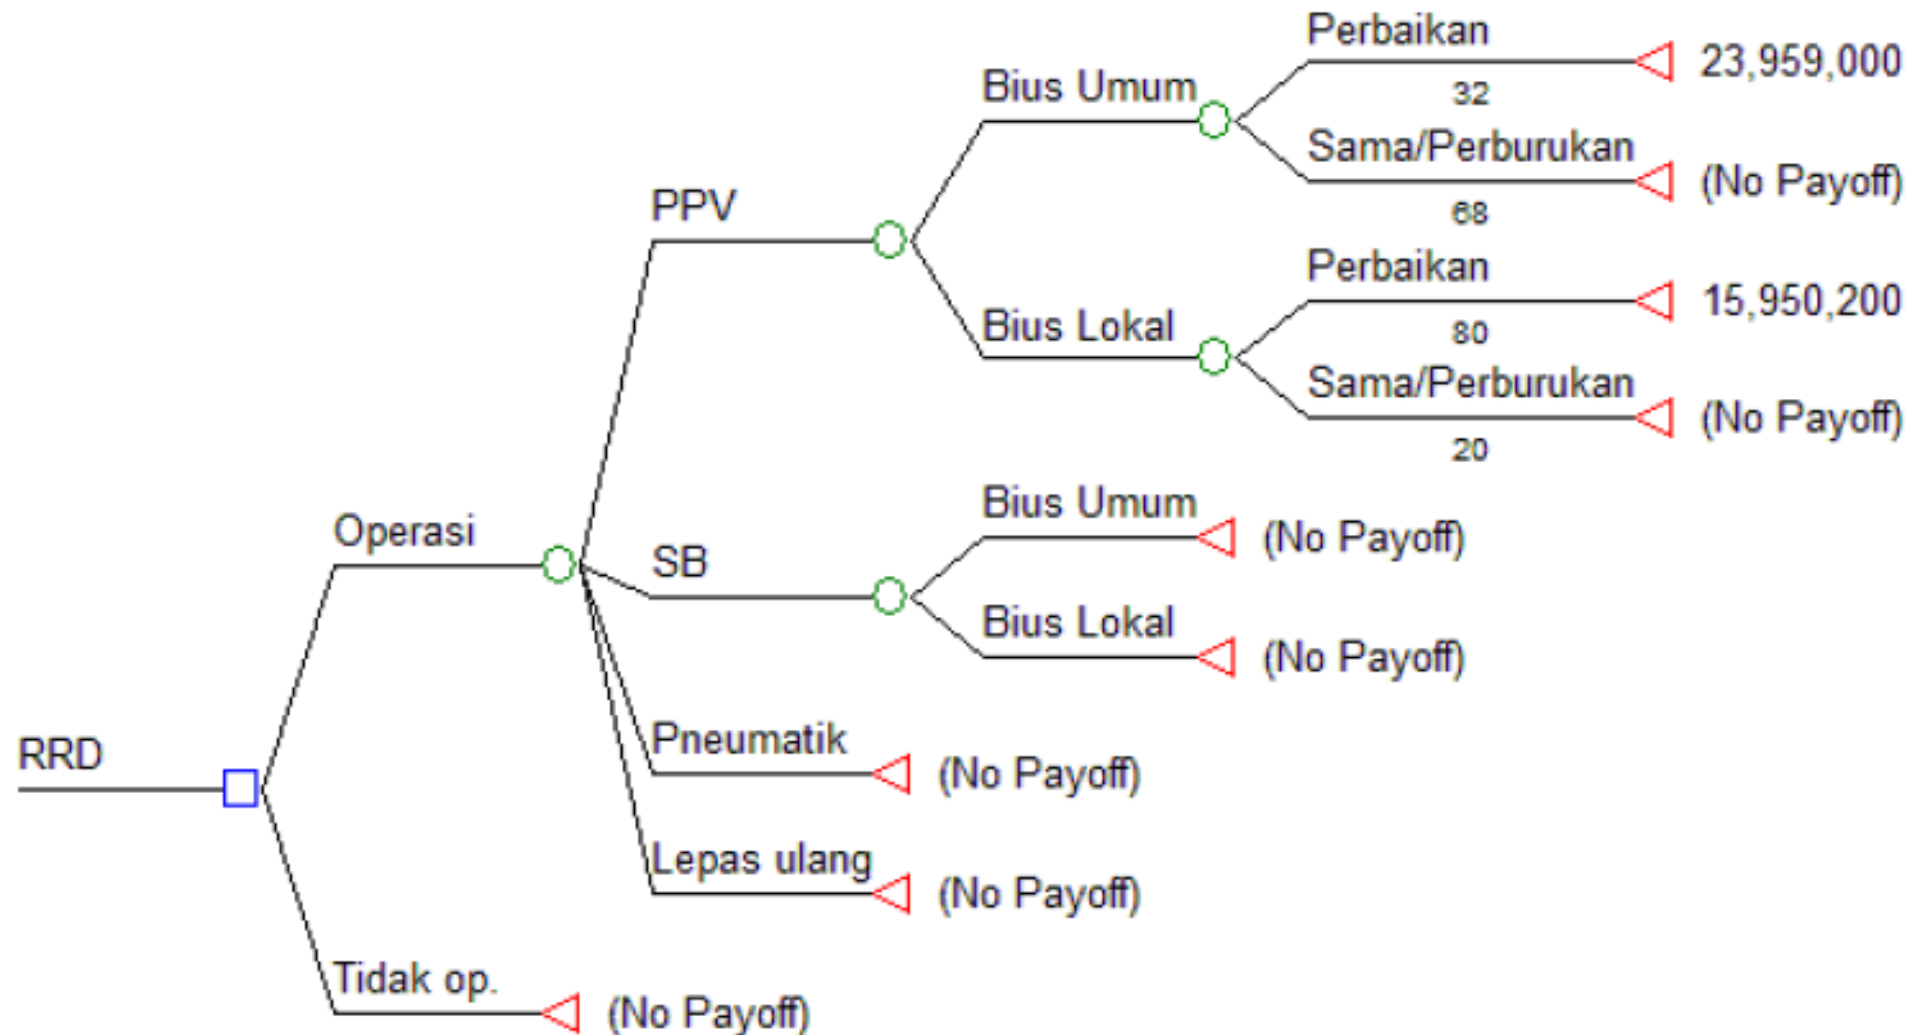 Perbaikan
23,959,000
32
Bius Umum
Sama/Perburukan
(No Payoff)
68
PPV
Perbaikan
15,950,200
80
Bius Lokal
Sama/Perburukan
(No Payoff)
20
Bius Umum
(No Payoff)
Operasi
SB
Bius Lokal
(No Payoff)
Pneumatik
(No Payoff)
RRD
Lepas ulang
(No Payoff)
Tidak op.
(No Payoff)